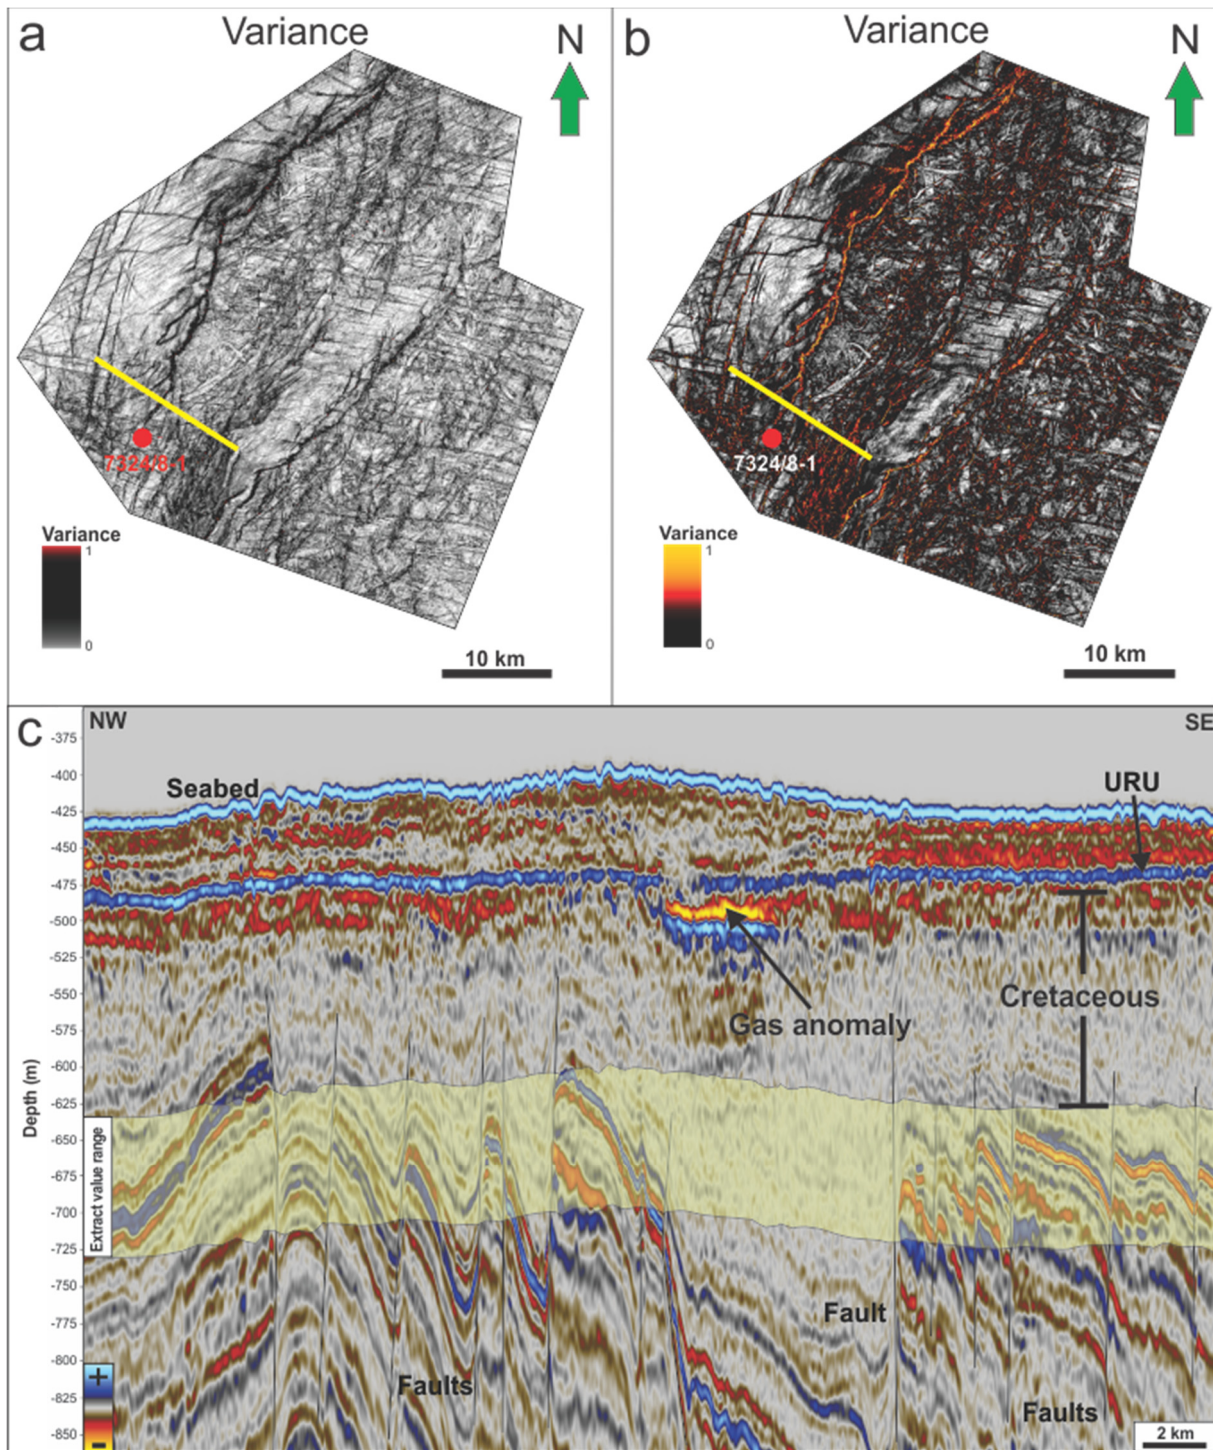 a
Variance
N
7324/8-1
Variance
1
0
10 km
b
Variance
N
7324/8-1
Variance
1
0
10 km
c
NW
SE
Depth (m)
-375
-400
-425
-450
-475
-500
-525
-550
-575
-600
-625
-650
-675
-700
-725
-750
-775
-800
-825
-850
Seabed
URU
Gas anomaly
Cretaceous
Extract value range
Fault
Faults
Faults
+
-
2 km